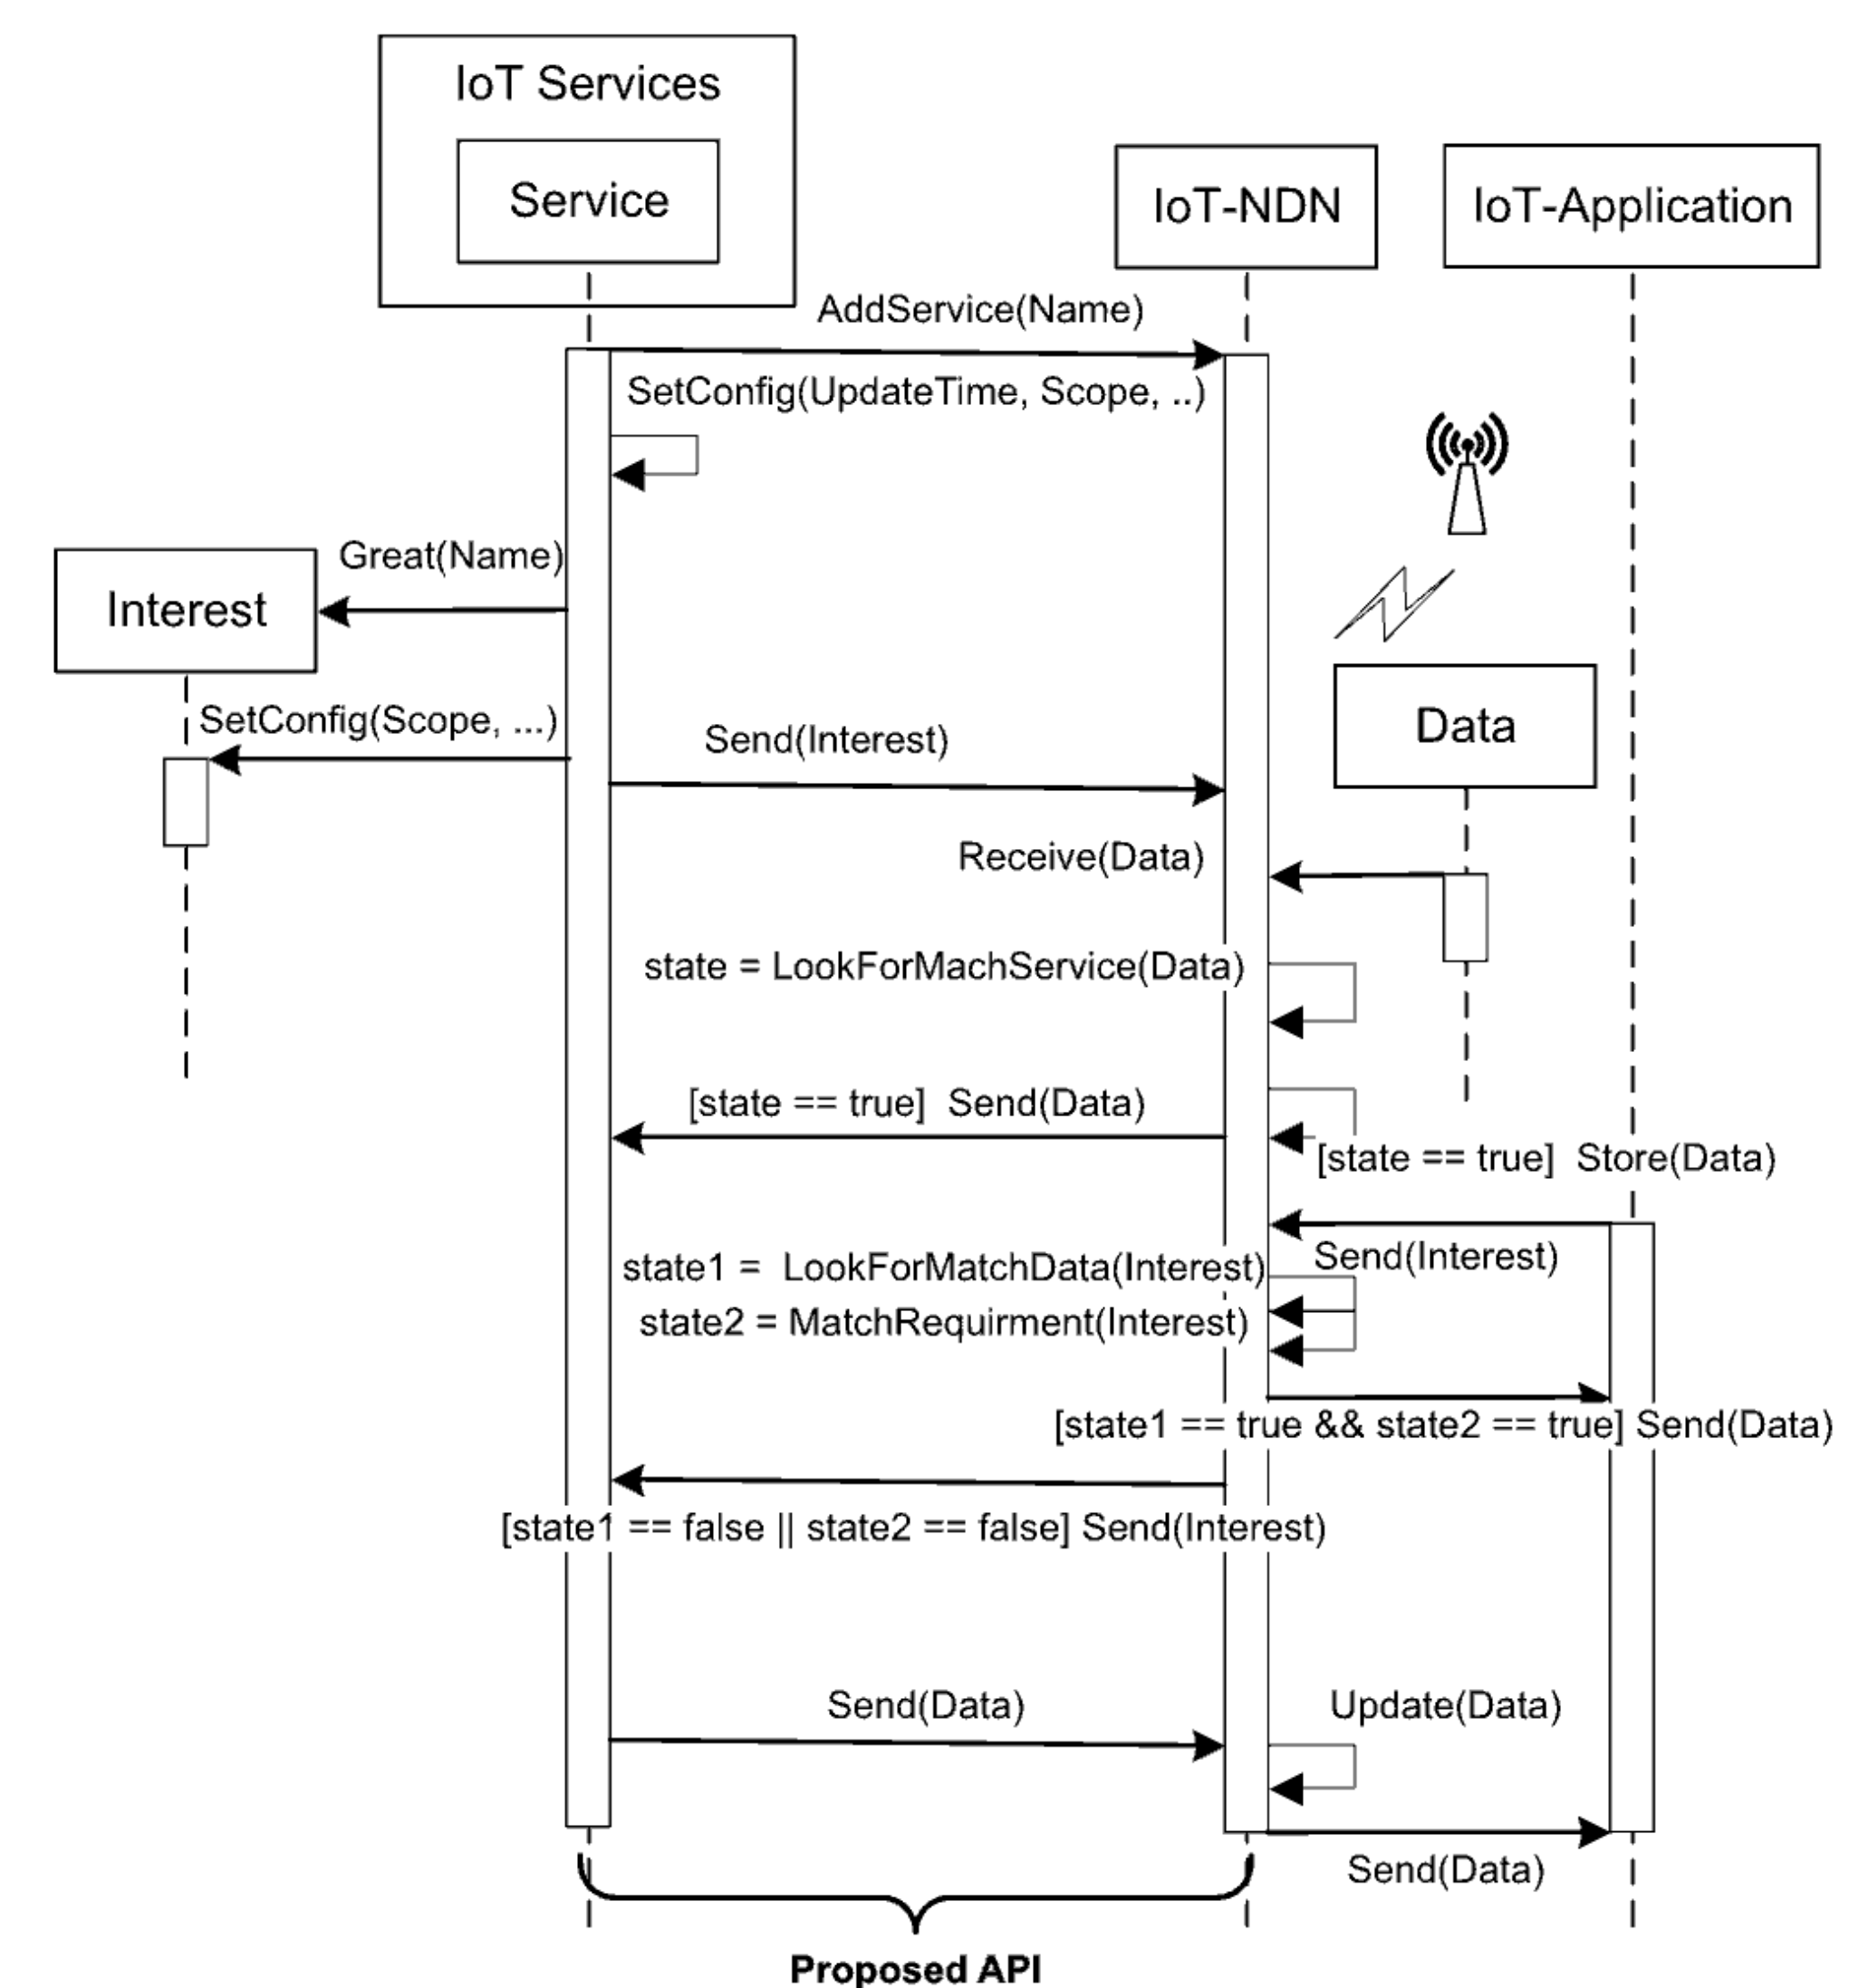 IoT Services
Service
IoT-NDN
IoT-Application
AddService(Name)
SetConfig(UpdateTime, Scope, ..)
Great(Name)
Interest
SetConfig(Scope, ...)
Send(Interest)
Data
Receive(Data)
state = LookForMachService(Data)
[state == true] Send(Data)
[state == true] Store(Data)
Send(Interest)
state1 = LookForMatchData(Interest)
state2 = MatchRequirment(Interest)
[state1 == true && state2 == true] Send(Data)
[state1 == false || state2 == false] Send(Interest)
Send(Data)
Update(Data)
Send(Data)
Proposed API